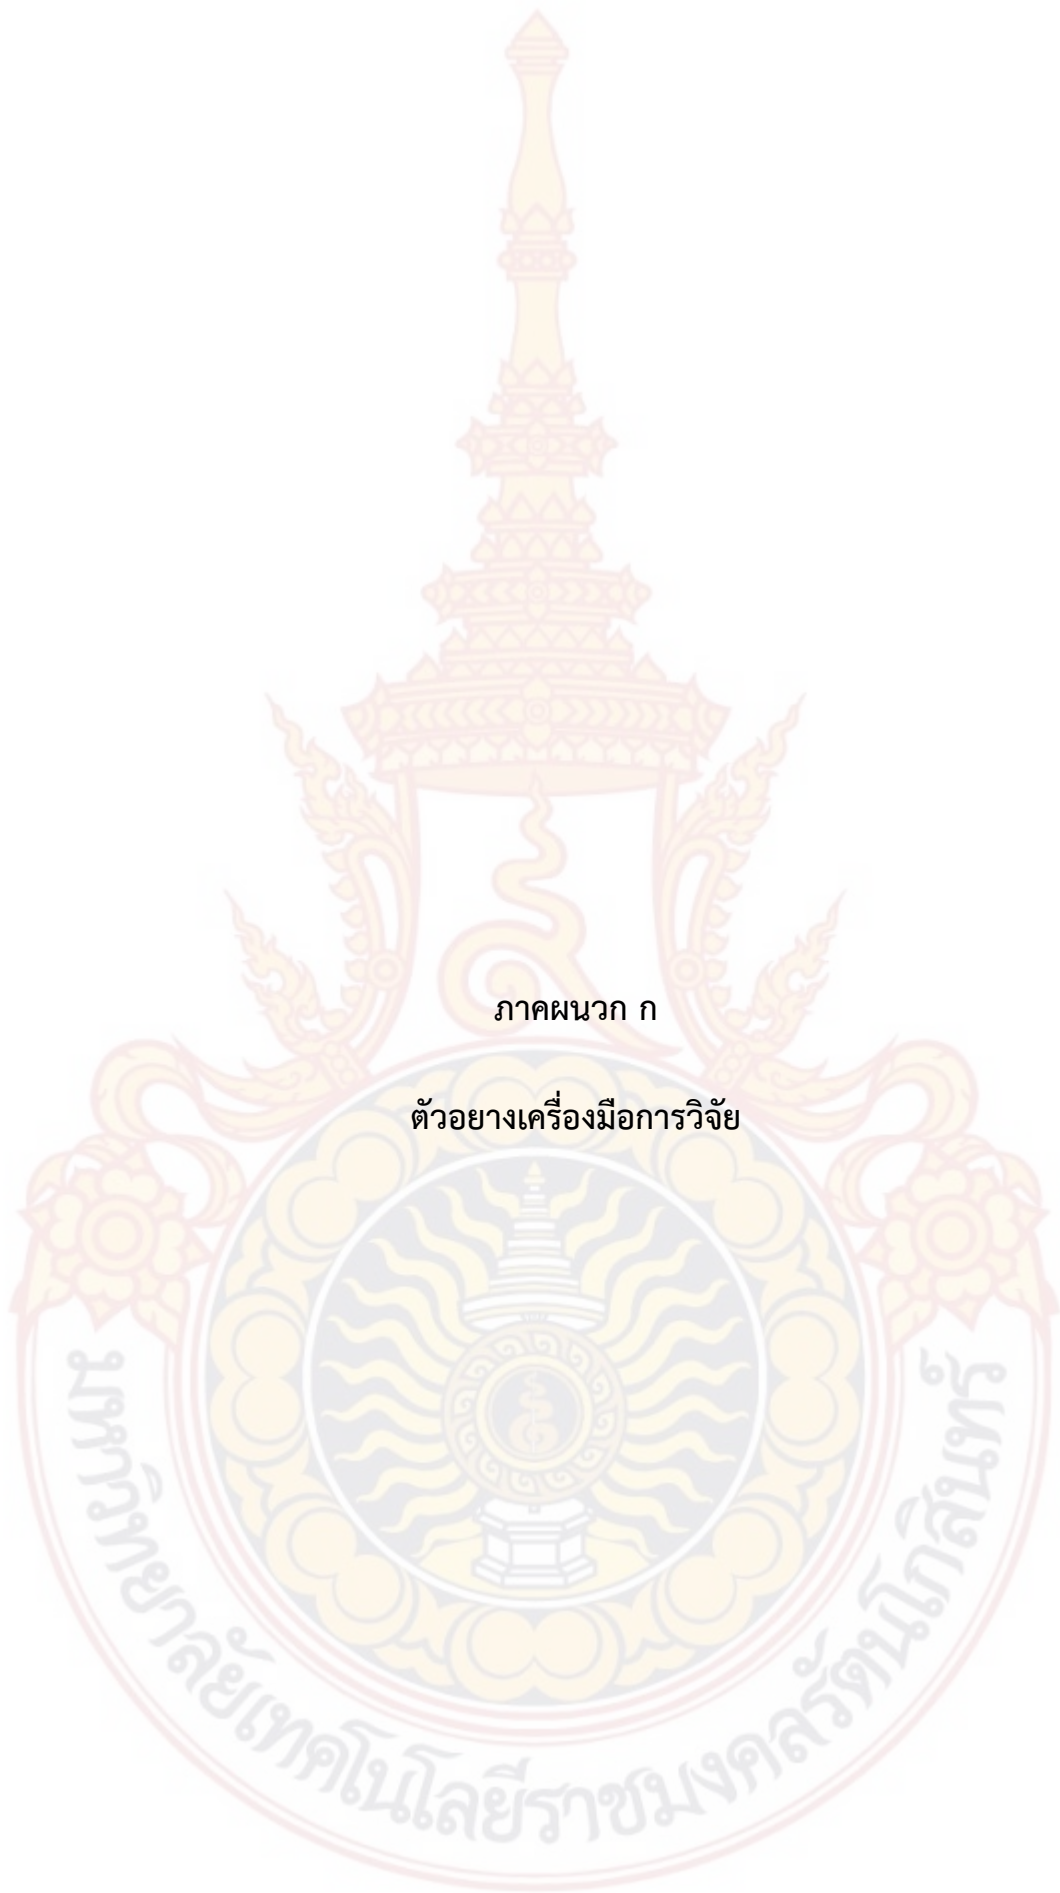 ภาคผนวก ก
ตัวอยางเครื่องมือการวิจัย
มหาวิทยาลัยเทคโนโลยีราชมงคลรัตนโกสินทร์